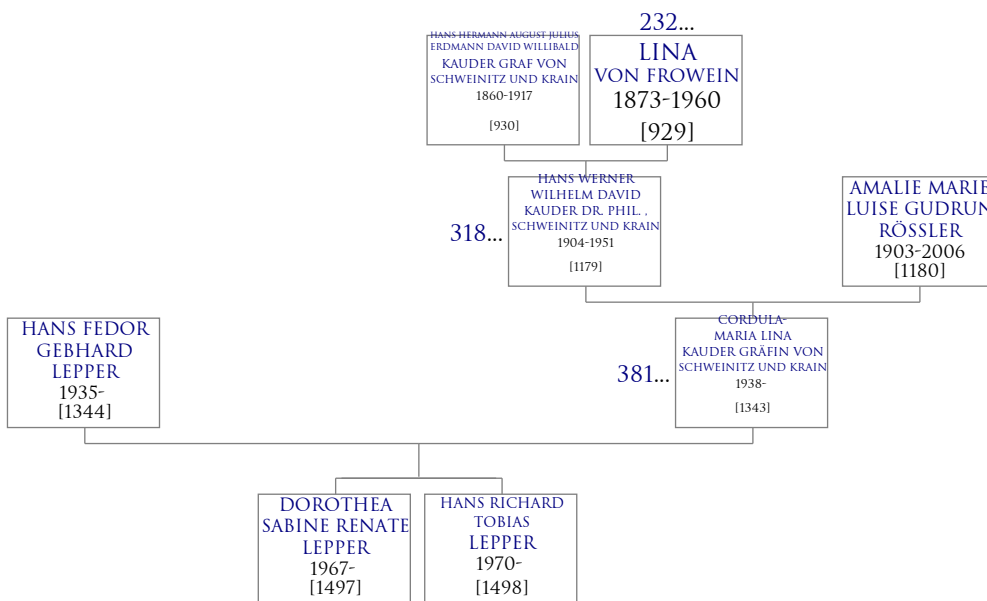 232...
HANS HERMANN AUGUST JULIUS
ERDMANN DAVID WILLIBALD
KAUDER GRAF VON
SCHWEINITZ UND KRAIN
1860-1917
[930]
LINA
VON FROWEIN
1873-1960
[929]
318...
HANS WERNER
WILHELM DAVID
KAUDER DR. PHIL. ,
SCHWEINITZ UND KRAIN
1904-1951
[1179]
AMALIE MARIE
LUISE GUDRUN
RÖSSLER
1903-2006
[1180]
HANS FEDOR
GEBHARD
LEPPER
1935-
[1344]
381...
CORDULA-
MARIA LINA
KAUDER GRÄFIN VON
SCHWEINITZ UND KRAIN
1938-
[1343]
DOROTHEA
SABINE RENATE
LEPPER
1967-
[1497]
HANS RICHARD
TOBIAS
LEPPER
1970-
[1498]